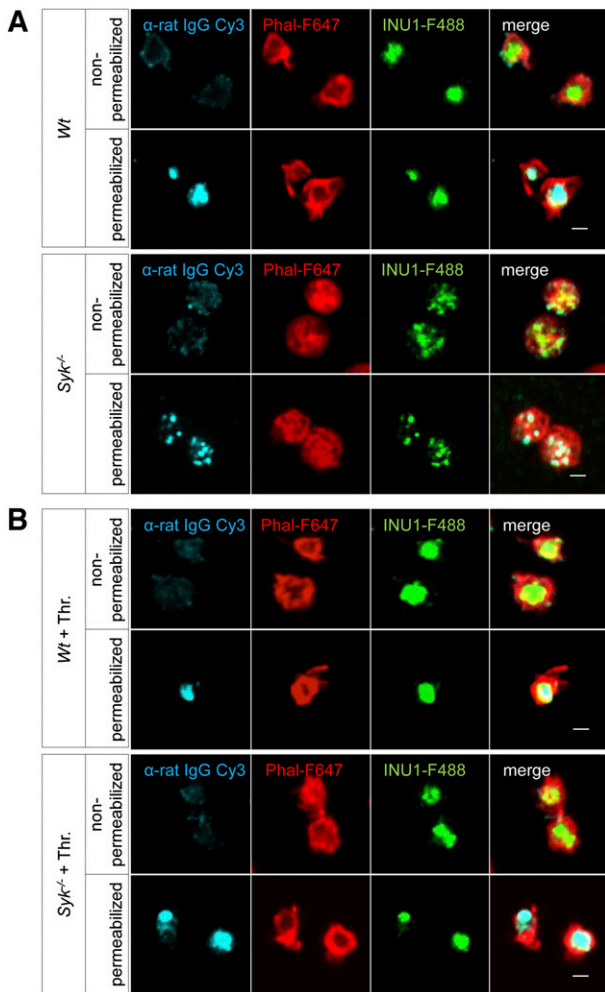 A
Wt
non-
permeabilized
α-rat IgG Cy3
Phal-F647
INU1-F488
merge
permeabilized
Syk-/-
non-
permeabilized
α-rat IgG Cy3
Phal-F647
INU1-F488
merge
permeabilized
B
Wt + Thr.
non-
permeabilized
α-rat IgG Cy3
Phal-F647
INU1-F488
merge
permeabilized
Syk-/- + Thr.
non-
permeabilized
α-rat IgG Cy3
Phal-F647
INU1-F488
merge
permeabilized